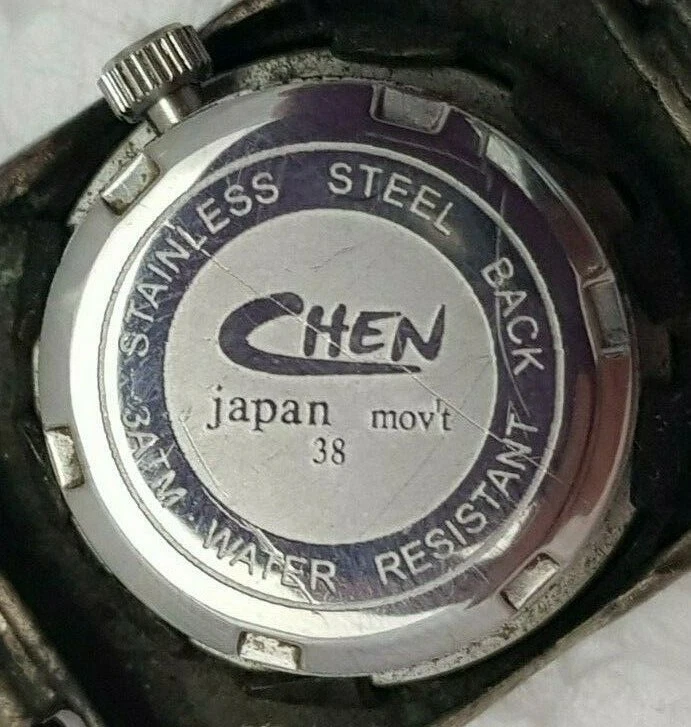 STAINLESS STEEL BACK
CHEN
japan mov't
38
3ATM · WATER RESISTANT